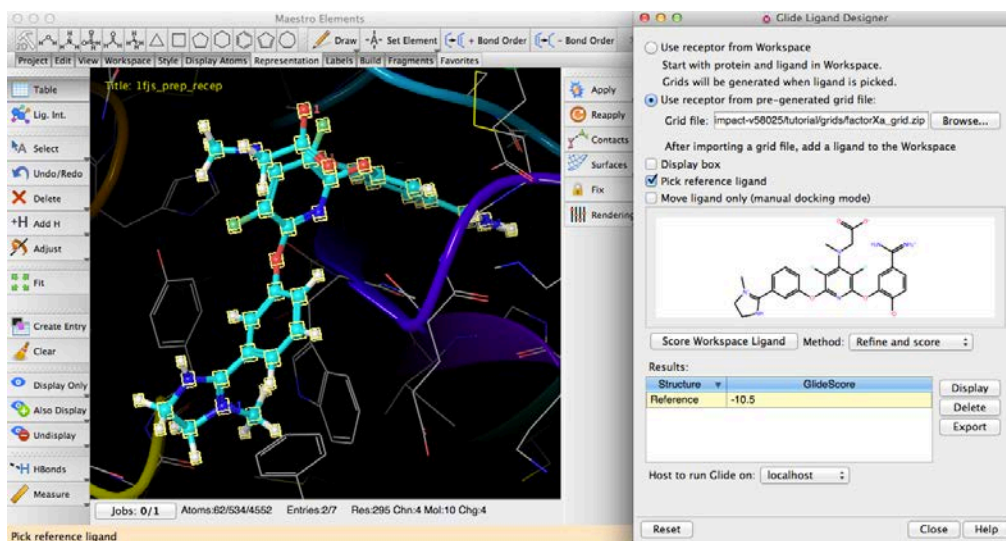 Maestro Elements
2D
Draw
Set Element
+ Bond Order
- Bond Order
Project Edit View Workspace Style Display Atoms Representation Labels Build Fragments Favorites
Table
Lig. Int.
Select
Undo/Redo
Delete
+H Add H
Adjust
Fit
Create Entry
Clear
Display Only
Also Display
Undisplay
HBonds
Measure
Title: 1fjs_prep_recep
Apply
Reapply
Contacts
Surfaces
Fix
Rendering
Jobs: 0/1 Atoms:62/534/4552 Entries:2/7 Res:295 Chn:4 Mol:10 Chg:4
Pick reference ligand
Glide Ligand Designer
Use receptor from Workspace
Start with protein and ligand in Workspace.
Grids will be generated when ligand is picked.
Use receptor from pre-generated grid file:
Grid file: impact-v58025/tutorial/grids/factorXa_grid.zip Browse...
After importing a grid file, add a ligand to the Workspace
Display box
Pick reference ligand
Move ligand only (manual docking mode)
Score Workspace Ligand Method: Refine and score
Results:
Structure GlideScore
Reference -10.5
Display
Delete
Export
Host to run Glide on: localhost
Reset Close Help